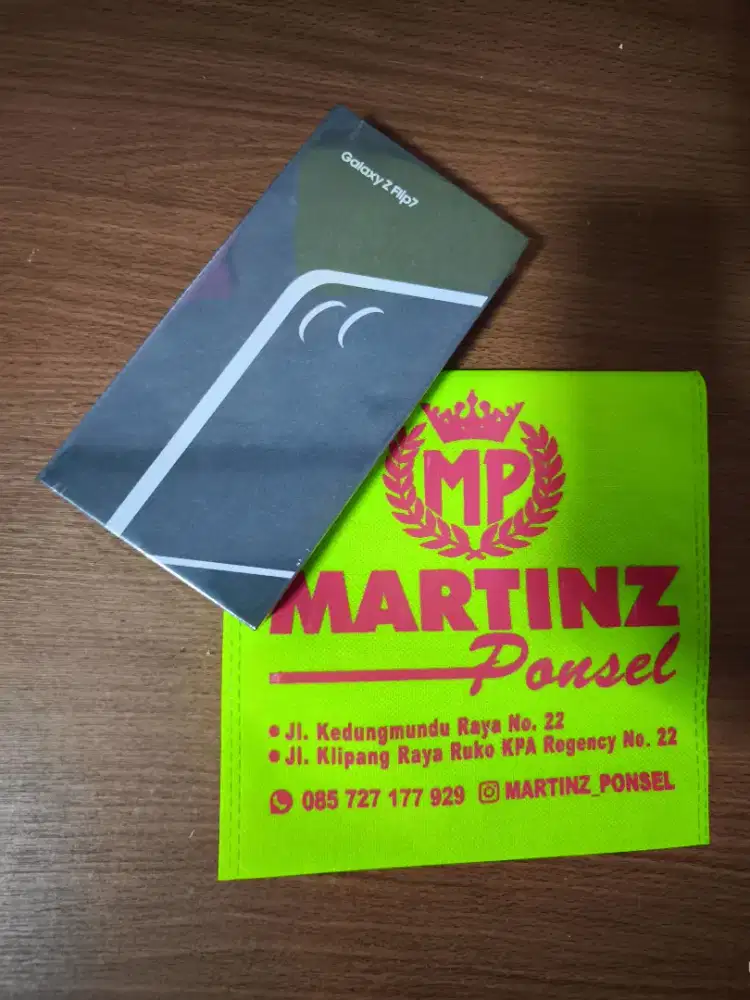 Galaxy Z Flip7
MP
MARTINZ
Ponsel
• Jl. Kedungmundu Raya No. 22
• Jl. Klipang Raya Ruko KPA Regency No. 22
085 727 177 929 MARTINZ_PONSEL